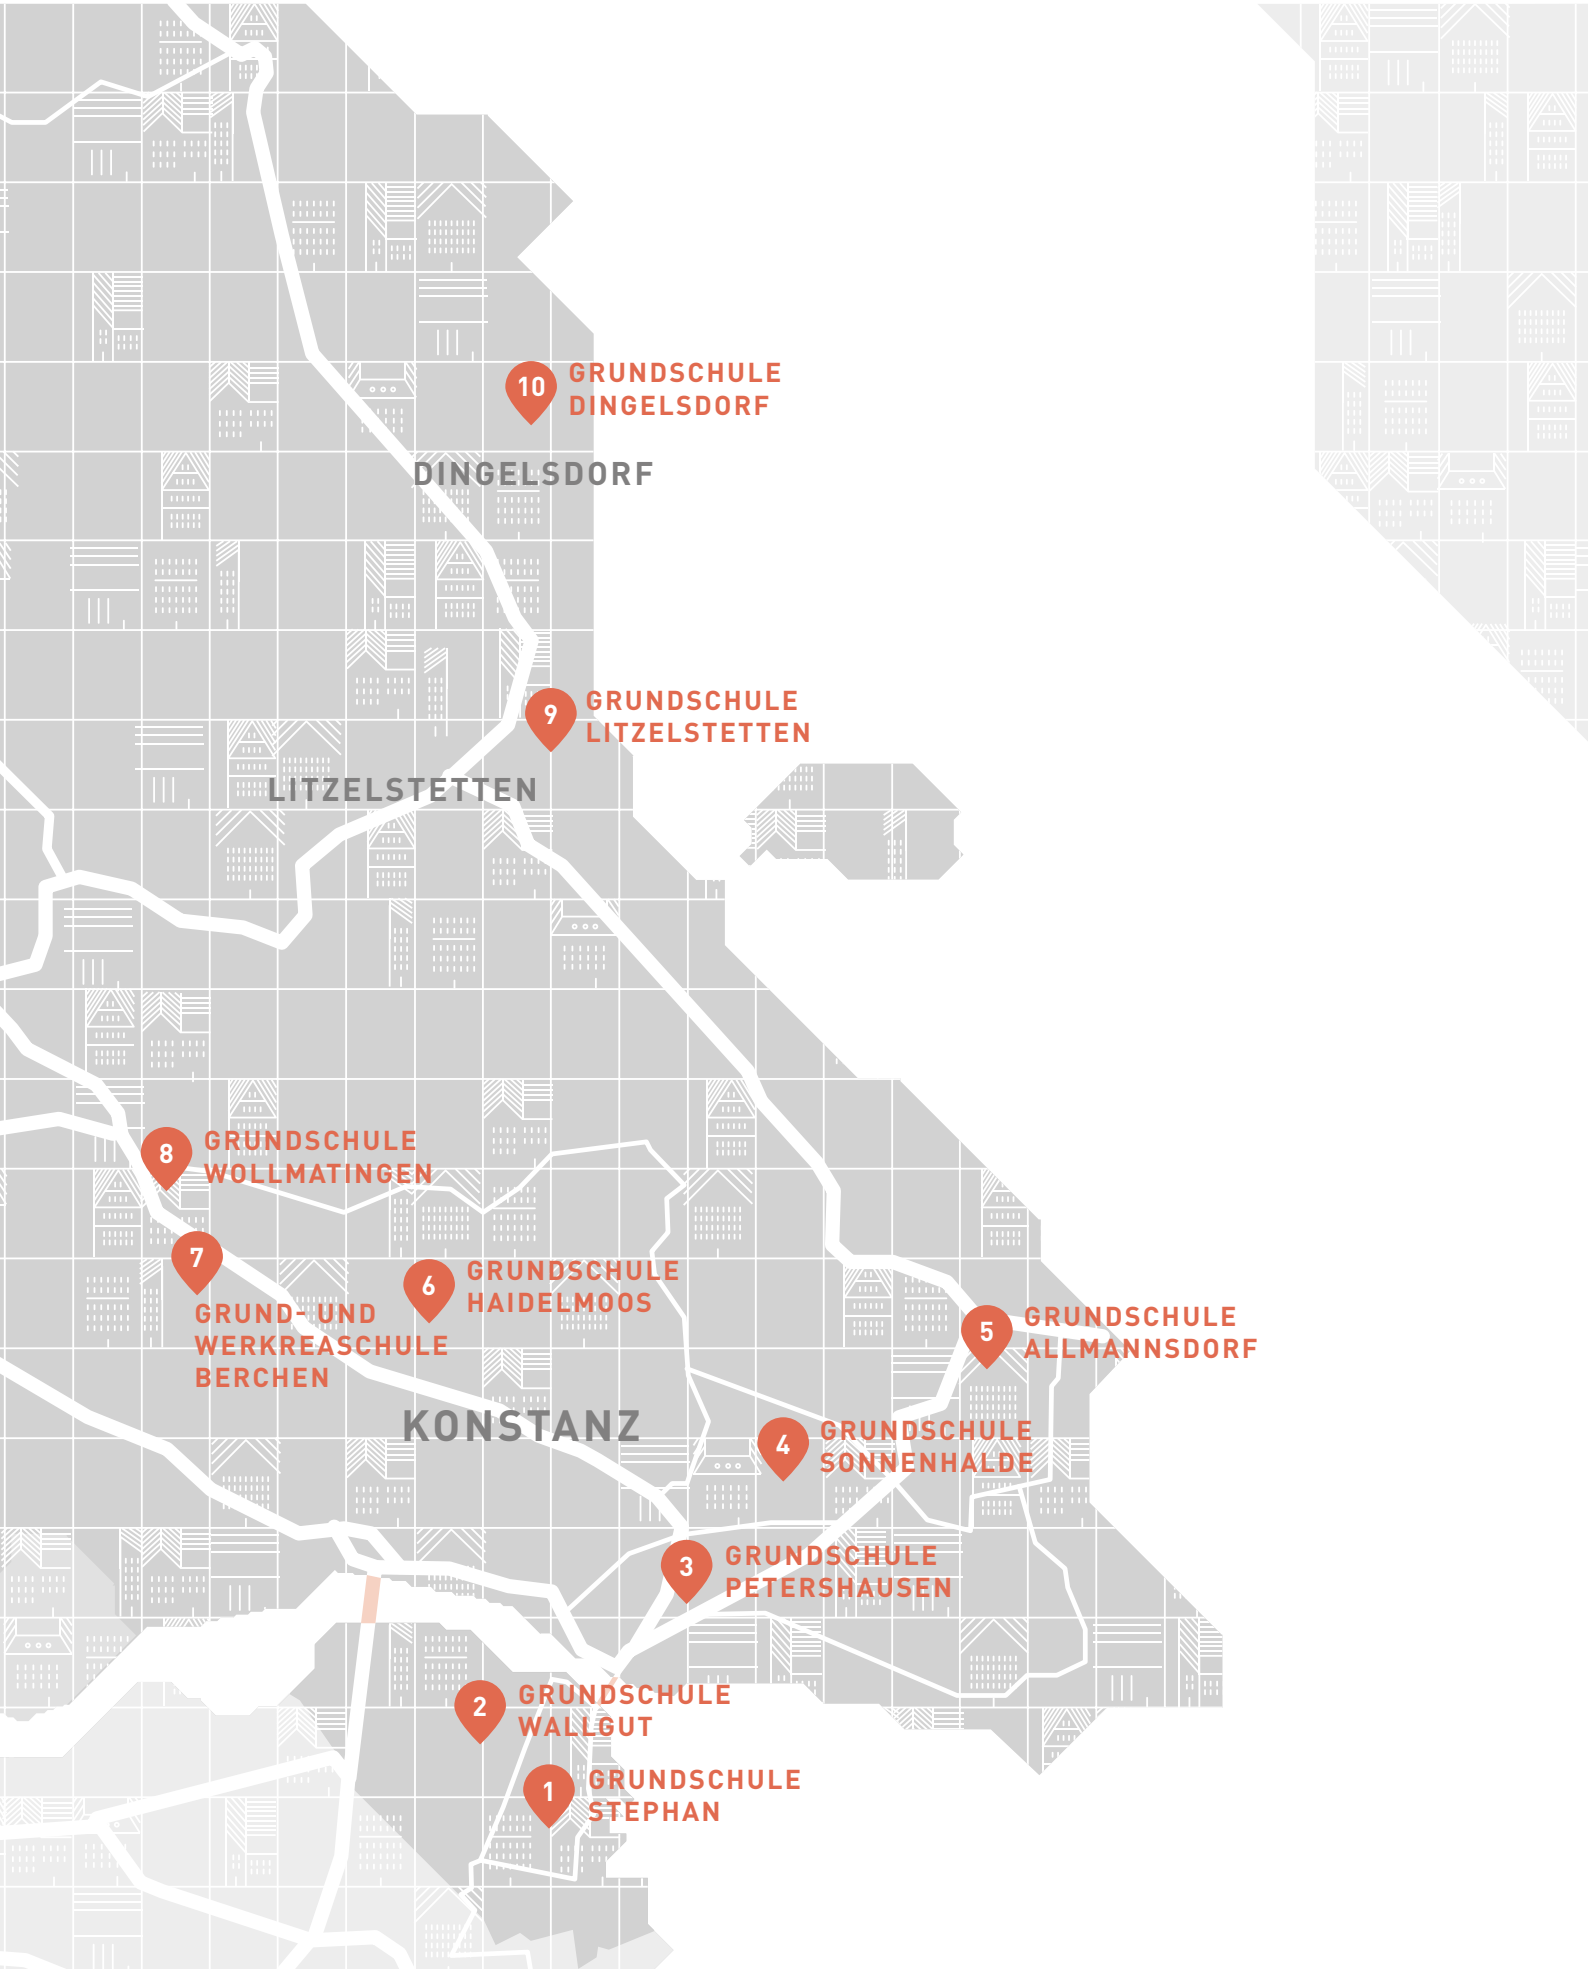 10
GRUNDSCHULE
DINGELSDORF
DINGELSDORF
9
GRUNDSCHULE
LITZELSTETTEN
LITZELSTETTEN
8
GRUNDSCHULE
WOLLMATINGEN
7
GRUND- UND
WERKREASCHULE
BERCHEN
6
GRUNDSCHULE
HAIDELMOOS
5
GRUNDSCHULE
ALLMANNSDORF
KONSTANZ
4
GRUNDSCHULE
SONNENHALDE
3
GRUNDSCHULE
PETERSHAUSEN
2
GRUNDSCHULE
WALLGUT
1
GRUNDSCHULE
STEPHAN